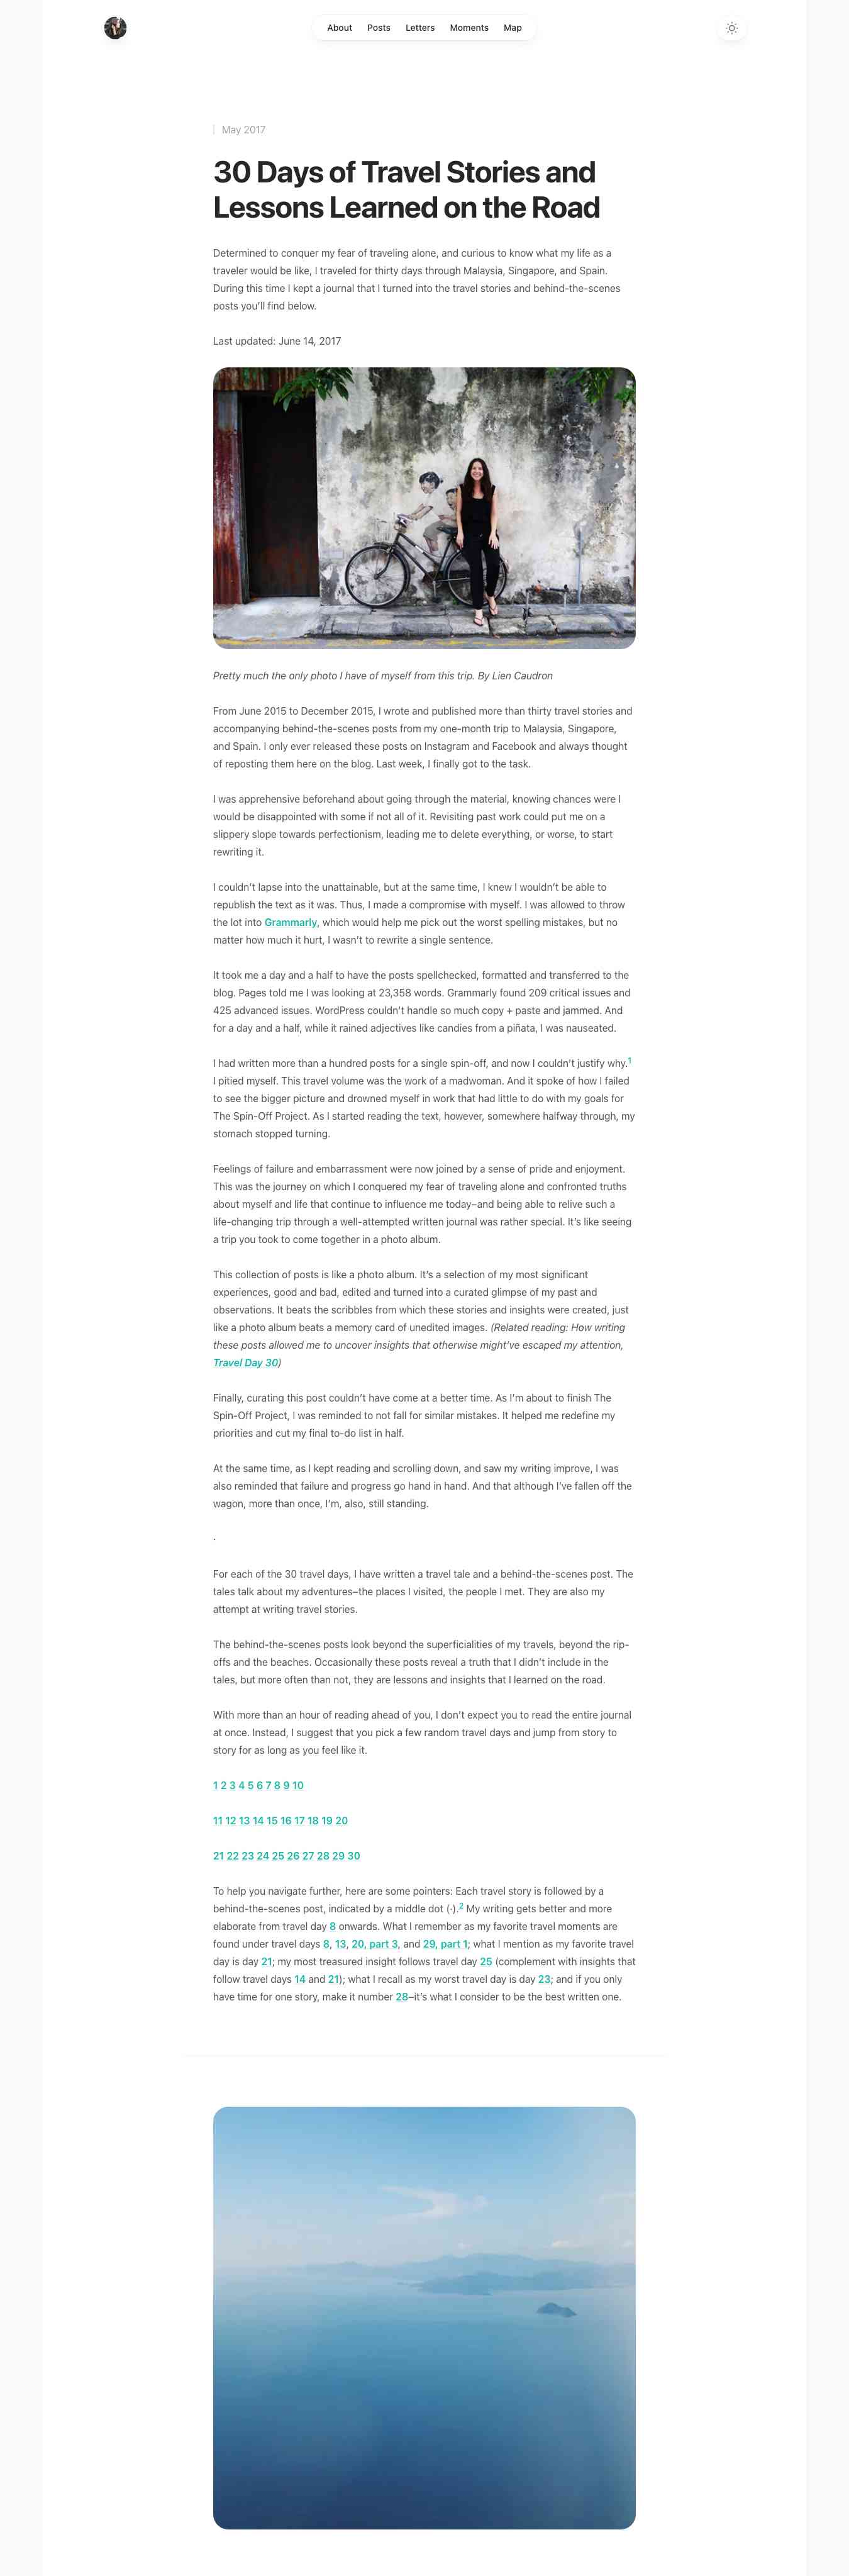 About Posts Letters Moments Map
May 2017
30 Days of Travel Stories and
Lessons Learned on the Road
Determined to conquer my fear of traveling alone, and curious to know what my life as a
traveler would be like, I traveled for thirty days through Malaysia, Singapore, and Spain.
During this time I kept a journal that I turned into the travel stories and behind-the-scenes
posts you'll find below.
Last updated: June 14, 2017
Pretty much the only photo I have of myself from this trip. By Lien Caudron
From June 2015 to December 2015, I wrote and published more than thirty travel stories and
accompanying behind-the-scenes posts from my one-month trip to Malaysia, Singapore,
and Spain. I only ever released these posts on Instagram and Facebook and always thought
of reposting them here on the blog. Last week, I finally got to the task.
I was apprehensive beforehand about going through the material, knowing chances were I
would be disappointed with some if not all of it. Revisiting past work could put me on a
slippery slope towards perfectionism, leading me to delete everything, or worse, to start
rewriting it.
I couldn't lapse into the unattainable, but at the same time, I knew I wouldn't be able to
republish the text as it was. Thus, I made a compromise with myself. I was allowed to throw
the lot into Grammarly, which would help me pick out the worst spelling mistakes, but no
matter how much it hurt, I wasn't to rewrite a single sentence.
It took me a day and a half to have the posts spellchecked, formatted and transferred to the
blog. Pages told me I was looking at 23,358 words. Grammarly found 209 critical issues and
425 advanced issues. WordPress couldn't handle so much copy + paste and jammed. And
for a day and a half, while it rained adjectives like candies from a piñata, I was nauseated.
I had written more than a hundred posts for a single spin-off, and now I couldn't justify why.1
I pitied myself. This travel volume was the work of a madwoman. And it spoke of how I failed
to see the bigger picture and drowned myself in work that had little to do with my goals for
The Spin-Off Project. As I started reading the text, however, somewhere halfway through, my
stomach stopped turning.
Feelings of failure and embarrassment were now joined by a sense of pride and enjoyment.
This was the journey on which I conquered my fear of traveling alone and confronted truths
about myself and life that continue to influence me today–and being able to relive such a
life-changing trip through a well-attempted written journal was rather special. It's like seeing
a trip you took to come together in a photo album.
This collection of posts is like a photo album. It's a selection of my most significant
experiences, good and bad, edited and turned into a curated glimpse of my past and
observations. It beats the scribbles from which these stories and insights were created, just
like a photo album beats a memory card of unedited images. (Related reading: How writing
these posts allowed me to uncover insights that otherwise might've escaped my attention,
Travel Day 30)
Finally, curating this post couldn't have come at a better time. As I'm about to finish The
Spin-Off Project, I was reminded to not fall for similar mistakes. It helped me redefine my
priorities and cut my final to-do list in half.
At the same time, as I kept reading and scrolling down, and saw my writing improve, I was
also reminded that failure and progress go hand in hand. And that although I've fallen off the
wagon, more than once, I'm, also, still standing.
·
For each of the 30 travel days, I have written a travel tale and a behind-the-scenes post. The
tales talk about my adventures–the places I visited, the people I met. They are also my
attempt at writing travel stories.
The behind-the-scenes posts look beyond the superficialities of my travels, beyond the rip-
offs and the beaches. Occasionally these posts reveal a truth that I didn't include in the
tales, but more often than not, they are lessons and insights that I learned on the road.
With more than an hour of reading ahead of you, I don't expect you to read the entire journal
at once. Instead, I suggest that you pick a few random travel days and jump from story to
story for as long as you feel like it.
1 2 3 4 5 6 7 8 9 10
11 12 13 14 15 16 17 18 19 20
21 22 23 24 25 26 27 28 29 30
To help you navigate further, here are some pointers: Each travel story is followed by a
behind-the-scenes post, indicated by a middle dot (·).2 My writing gets better and more
elaborate from travel day 8 onwards. What I remember as my favorite travel moments are
found under travel days 8, 13, 20, part 3, and 29, part 1; what I mention as my favorite travel
day is day 21; my most treasured insight follows travel day 25 (complement with insights that
follow travel days 14 and 21); what I recall as my worst travel day is day 23; and if you only
have time for one story, make it number 28–it's what I consider to be the best written one.